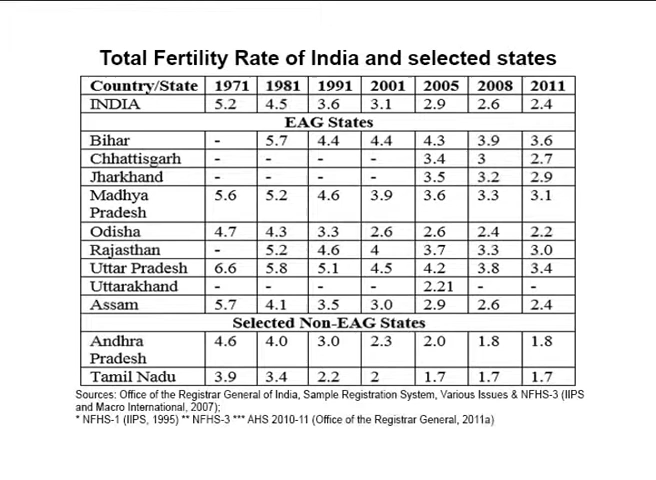 Total Fertility Rate of India and selected states
Country/State 1971 1981 1991 2001 2005 2008 2011
INDIA 5.2 4.5 3.6 3.1 2.9 2.6 2.4
EAG States
Bihar - 5.7 4.4 4.4 4.3 3.9 3.6
Chhattisgarh - - - - 3.4 3 2.7
Jharkhand - - - - 3.5 3.2 2.9
Madhya 5.6 5.2 4.6 3.9 3.6 3.3 3.1
Pradesh
Odisha 4.7 4.3 3.3 2.6 2.6 2.4 2.2
Rajasthan - 5.2 4.6 4 3.7 3.3 3.0
Uttar Pradesh 6.6 5.8 5.1 4.5 4.2 3.8 3.4
Uttarakhand - - - - 2.21 - -
Assam 5.7 4.1 3.5 3.0 2.9 2.6 2.4
Selected Non-EAG States
Andhra 4.6 4.0 3.0 2.3 2.0 1.8 1.8
Pradesh
Tamil Nadu 3.9 3.4 2.2 2 1.7 1.7 1.7
Sources: Office of the Registrar General of India, Sample Registration System, Various Issues & NFHS-3 (IIPS
and Macro International, 2007);
* NFHS-1 (IIPS, 1995) ** NFHS-3 *** AHS 2010-11 (Office of the Registrar General, 2011a)